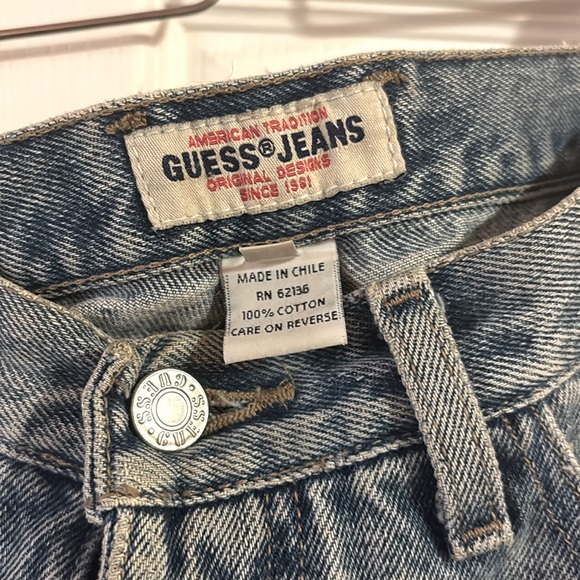 AMERICAN TRADITION
GUESS® JEANS
ORIGINAL DESIGNS
SINCE 1981
MADE IN CHILE
RN 62136
100% COTTON
CARE ON REVERSE
GUESS
GUESS